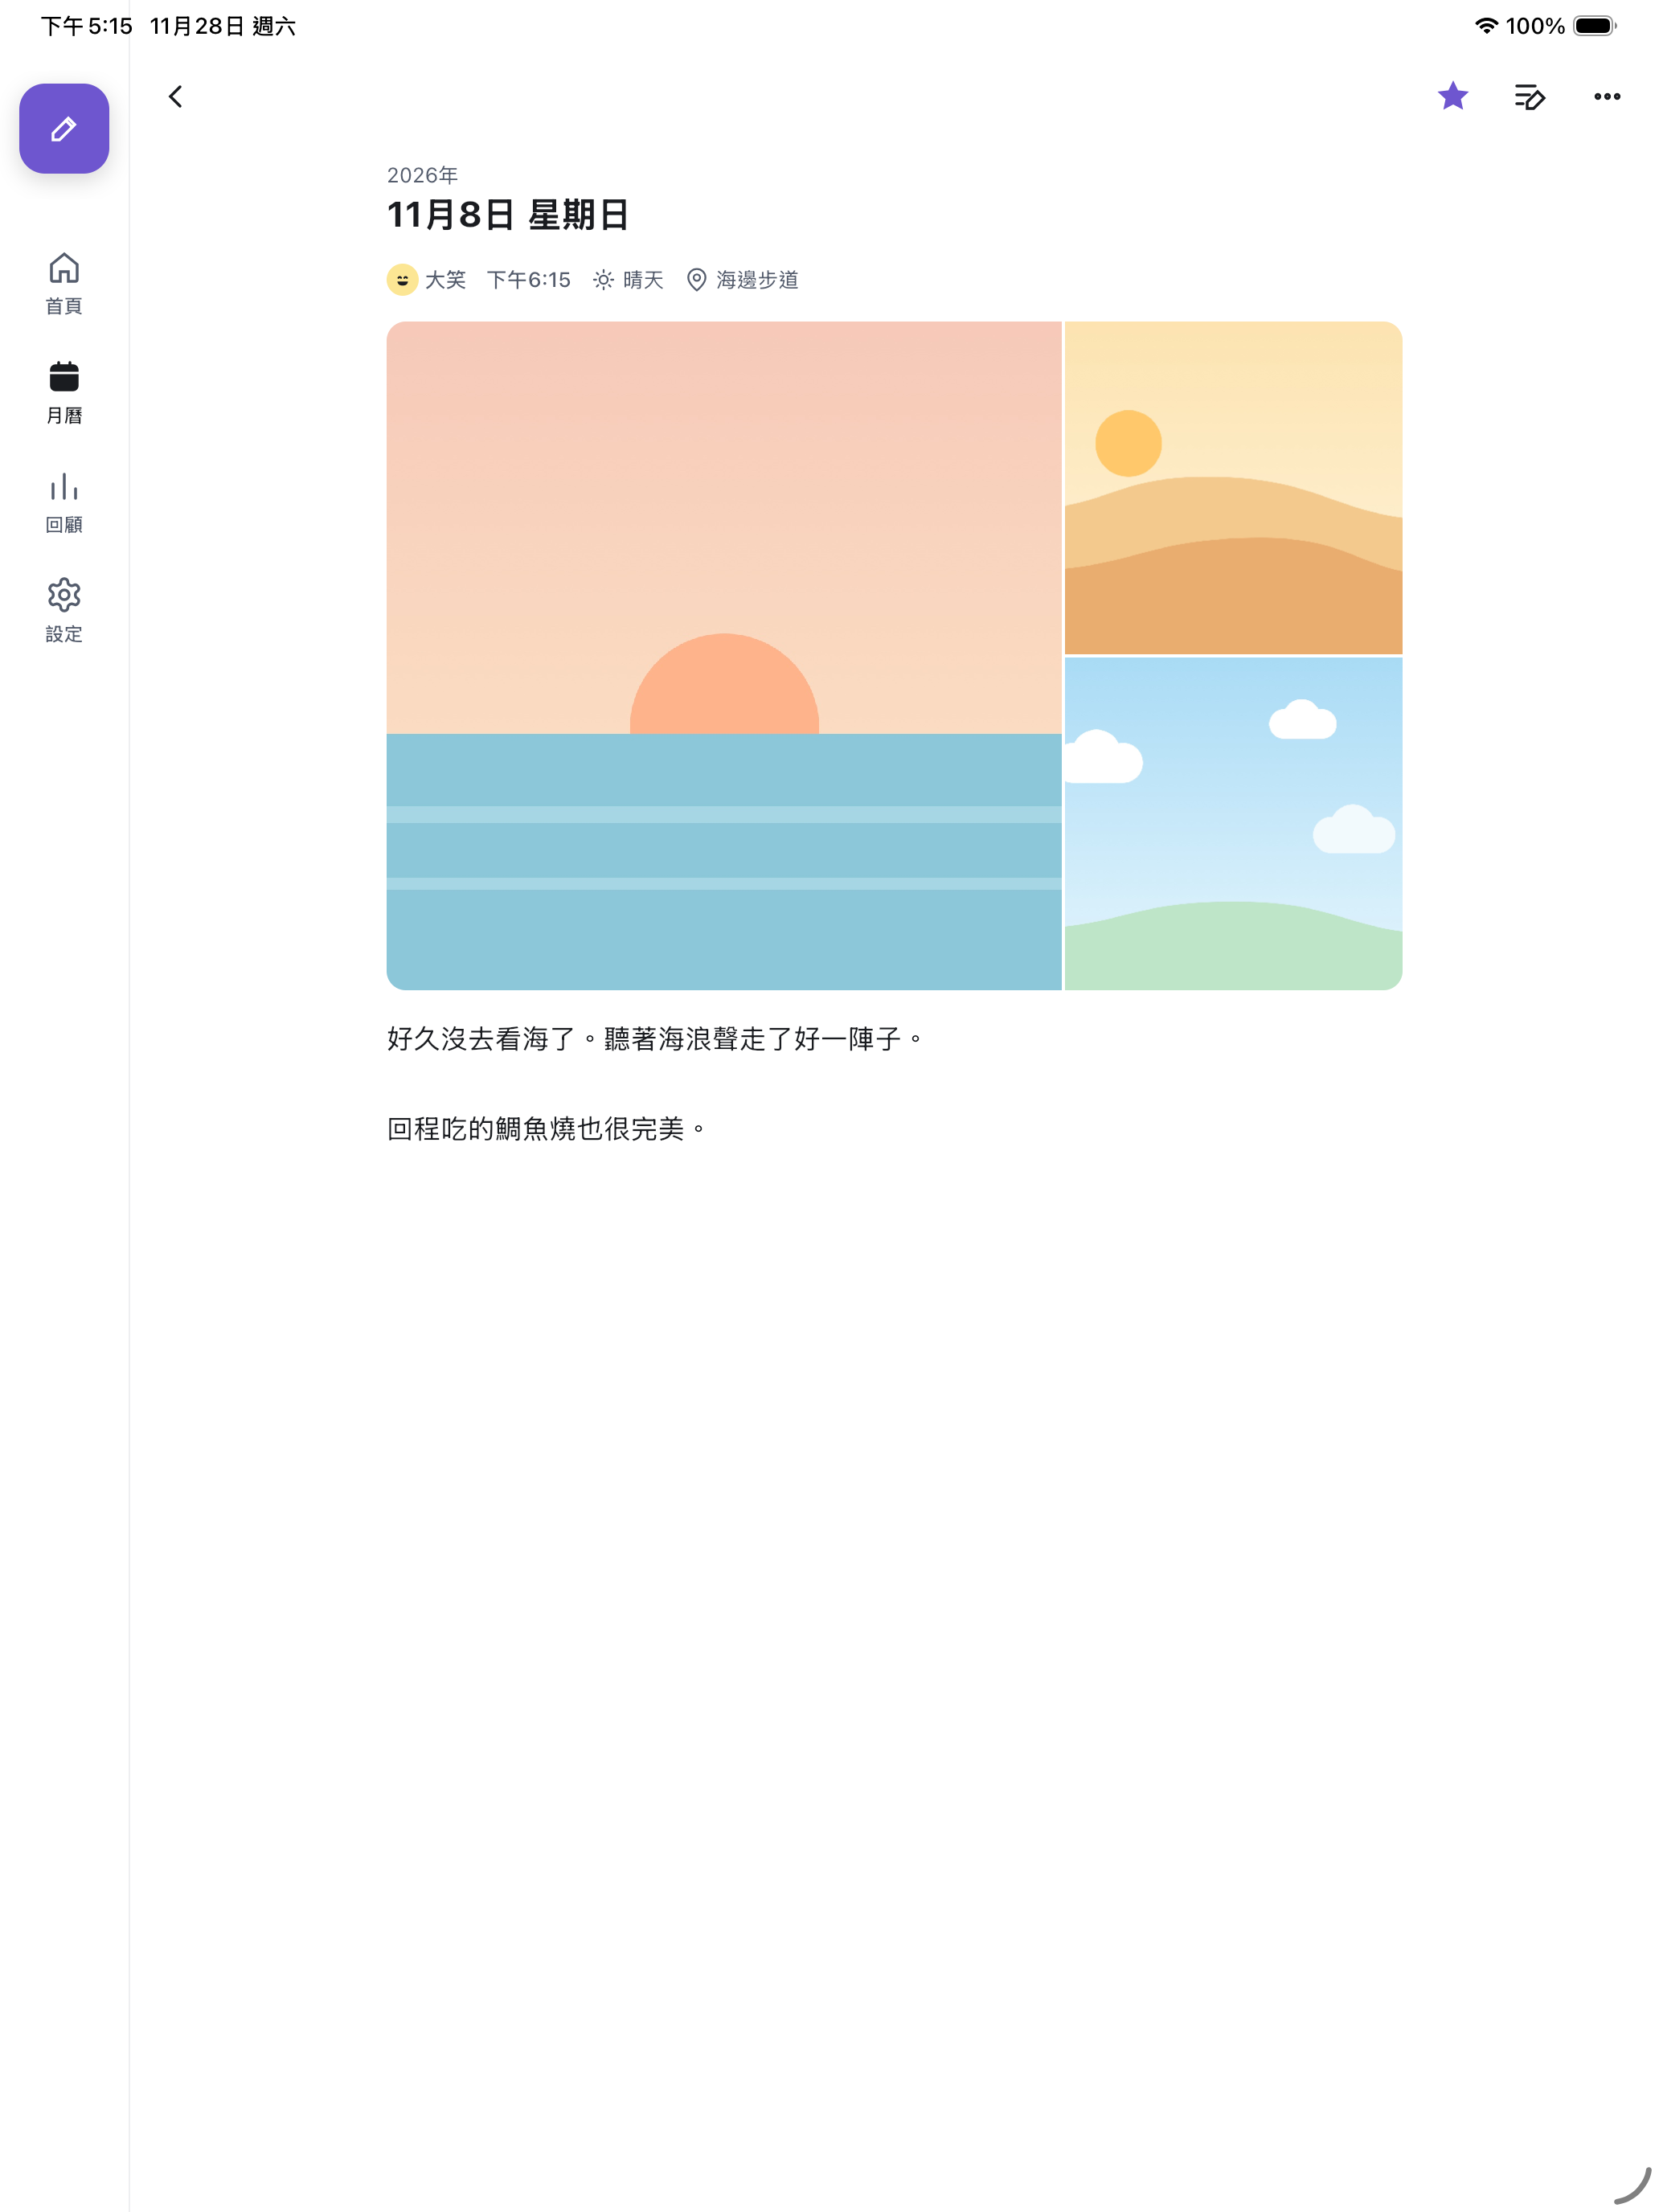 下午5:15 11月28日 週六
100%
首頁
月曆
回顧
設定
2026年
11月8日 星期日
大笑 下午6:15 晴天 海邊步道
好久沒去看海了。聽著海浪聲走了好一陣子。
回程吃的鯛魚燒也很完美。